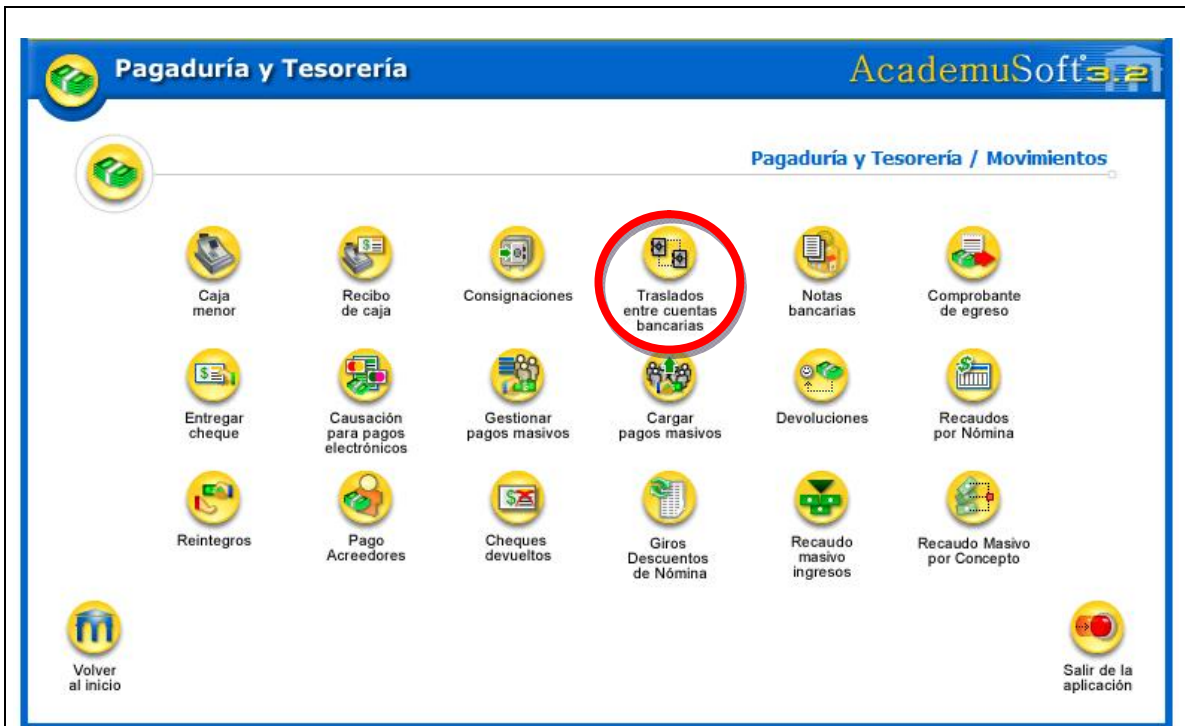 Pagaduría y Tesorería
AcademuSoft 3.2
Pagaduría y Tesorería / Movimientos
Caja
menor
Recibo
de caja
Consignaciones
Traslados
entre cuentas
bancarias
Notas
bancarias
Comprobante
de egreso
Entregar
cheque
Causación
para pagos
electrónicos
Gestionar
pagos masivos
Cargar
pagos masivos
Devoluciones
Recaudos
por Nómina
Reintegros
Pago
Acreedores
Cheques
devueltos
Giros
Descuentos
de Nómina
Recaudo
masivo
ingresos
Recaudo Masivo
por Concepto
Volver
al inicio
Salir de la
aplicación